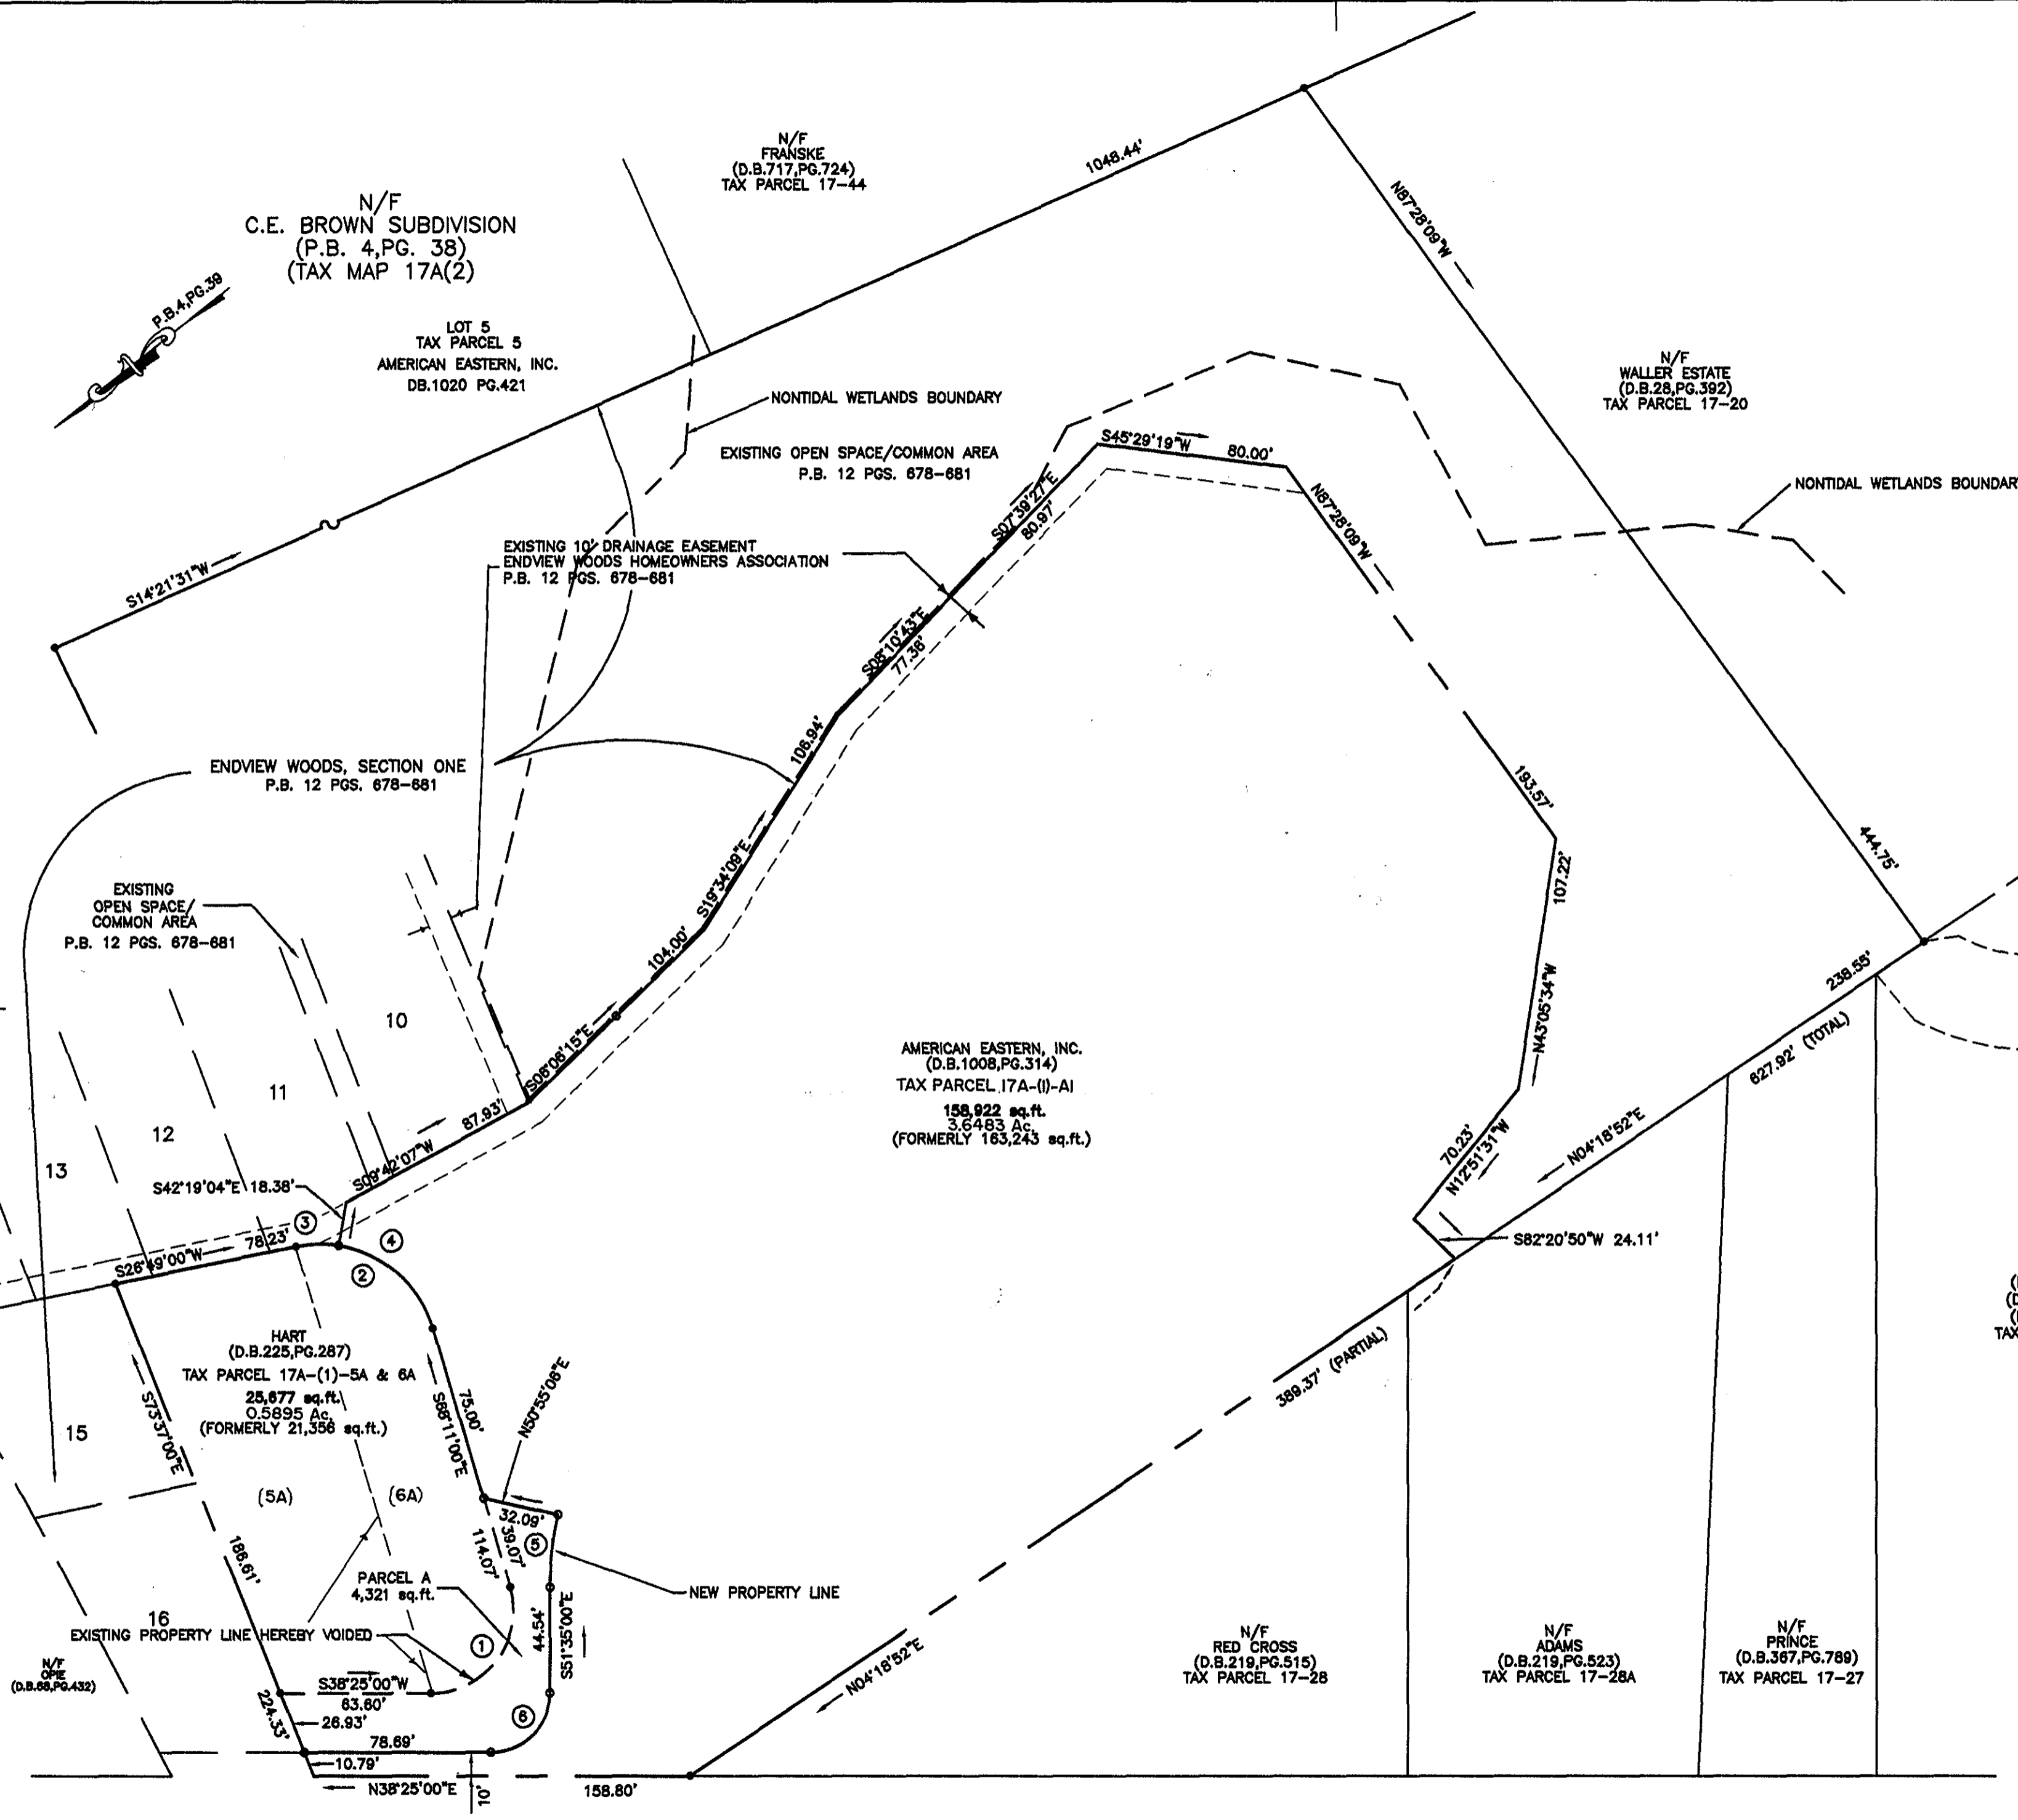 N/F
FRANSKE
(D.B.717,PG.724)
TAX PARCEL 17-44
1048.44'
N87°28'09"W
N/F
C.E. BROWN SUBDIVISION
(P.B. 4,PG. 38)
(TAX MAP 17A(2)
P.B.4,PG.39
LOT 5
TAX PARCEL 5
AMERICAN EASTERN, INC.
DB.1020 PG.421
NONTIDAL WETLANDS BOUNDARY
N/F
WALLER ESTATE
(D.B.28,PG.392)
TAX PARCEL 17-20
EXISTING OPEN SPACE/COMMON AREA
P.B. 12 PGS. 678-681
S45°29'19"W
80.00'
NONTIDAL WETLANDS BOUNDAR
S07°39'27"E
80.97'
N87°28'09"W
EXISTING 10' DRAINAGE EASEMENT
ENDVIEW WOODS HOMEOWNERS ASSOCIATION
P.B. 12 PGS. 678-681
S14°21'31"W
S08°10'43"E
77.38'
106.94'
193.57'
ENDVIEW WOODS, SECTION ONE
P.B. 12 PGS. 678-681
S19°34'09"E
107.22'
444.75'
EXISTING
OPEN SPACE/
COMMON AREA
P.B. 12 PGS. 678-681
104.00'
238.55'
10
11
12
13
S06°06'15"E
N43°05'34"W
627.92' (TOTAL)
AMERICAN EASTERN, INC.
(D.B.1008,PG.314)
TAX PARCEL 17A-(1)-A1
158,922 sq.ft.
3.6483 Ac.
(FORMERLY 163,243 sq.ft.)
87.93'
S09°42'07"W
70.23'
N12°51'31"W
N04°18'52"E
S42°19'04"E 18.38'
3
4
2
78.23'
S26°49'00"W
S82°20'50"W 24.11'
(D
TAX
389.37' (PARTIAL)
HART
(D.B.225,PG.287)
TAX PARCEL 17A-(1)-5A & 6A
25,677 sq.ft.
0.5895 Ac.
(FORMERLY 21,356 sq.ft.)
S73°37'00"E
75.00'
S68°11'00"E
N50°55'08"E
15
(5A)
(6A)
32.09'
39.07'
114.07'
5
186.61'
PARCEL A
4,321 sq.ft.
NEW PROPERTY LINE
16
EXISTING PROPERTY LINE HEREBY VOIDED
1
44.54'
S51°35'00"E
N/F
OPIE
(D.B.68,PG.432)
S38°25'00"W
63.60'
224.33'
26.93'
6
78.69'
10.79'
N38°25'00"E
10'
158.80'
N04°18'52"E
N/F
RED CROSS
(D.B.219,PG.515)
TAX PARCEL 17-28
N/F
ADAMS
(D.B.219,PG.523)
TAX PARCEL 17-28A
N/F
PRINCE
(D.B.367,PG.789)
TAX PARCEL 17-27